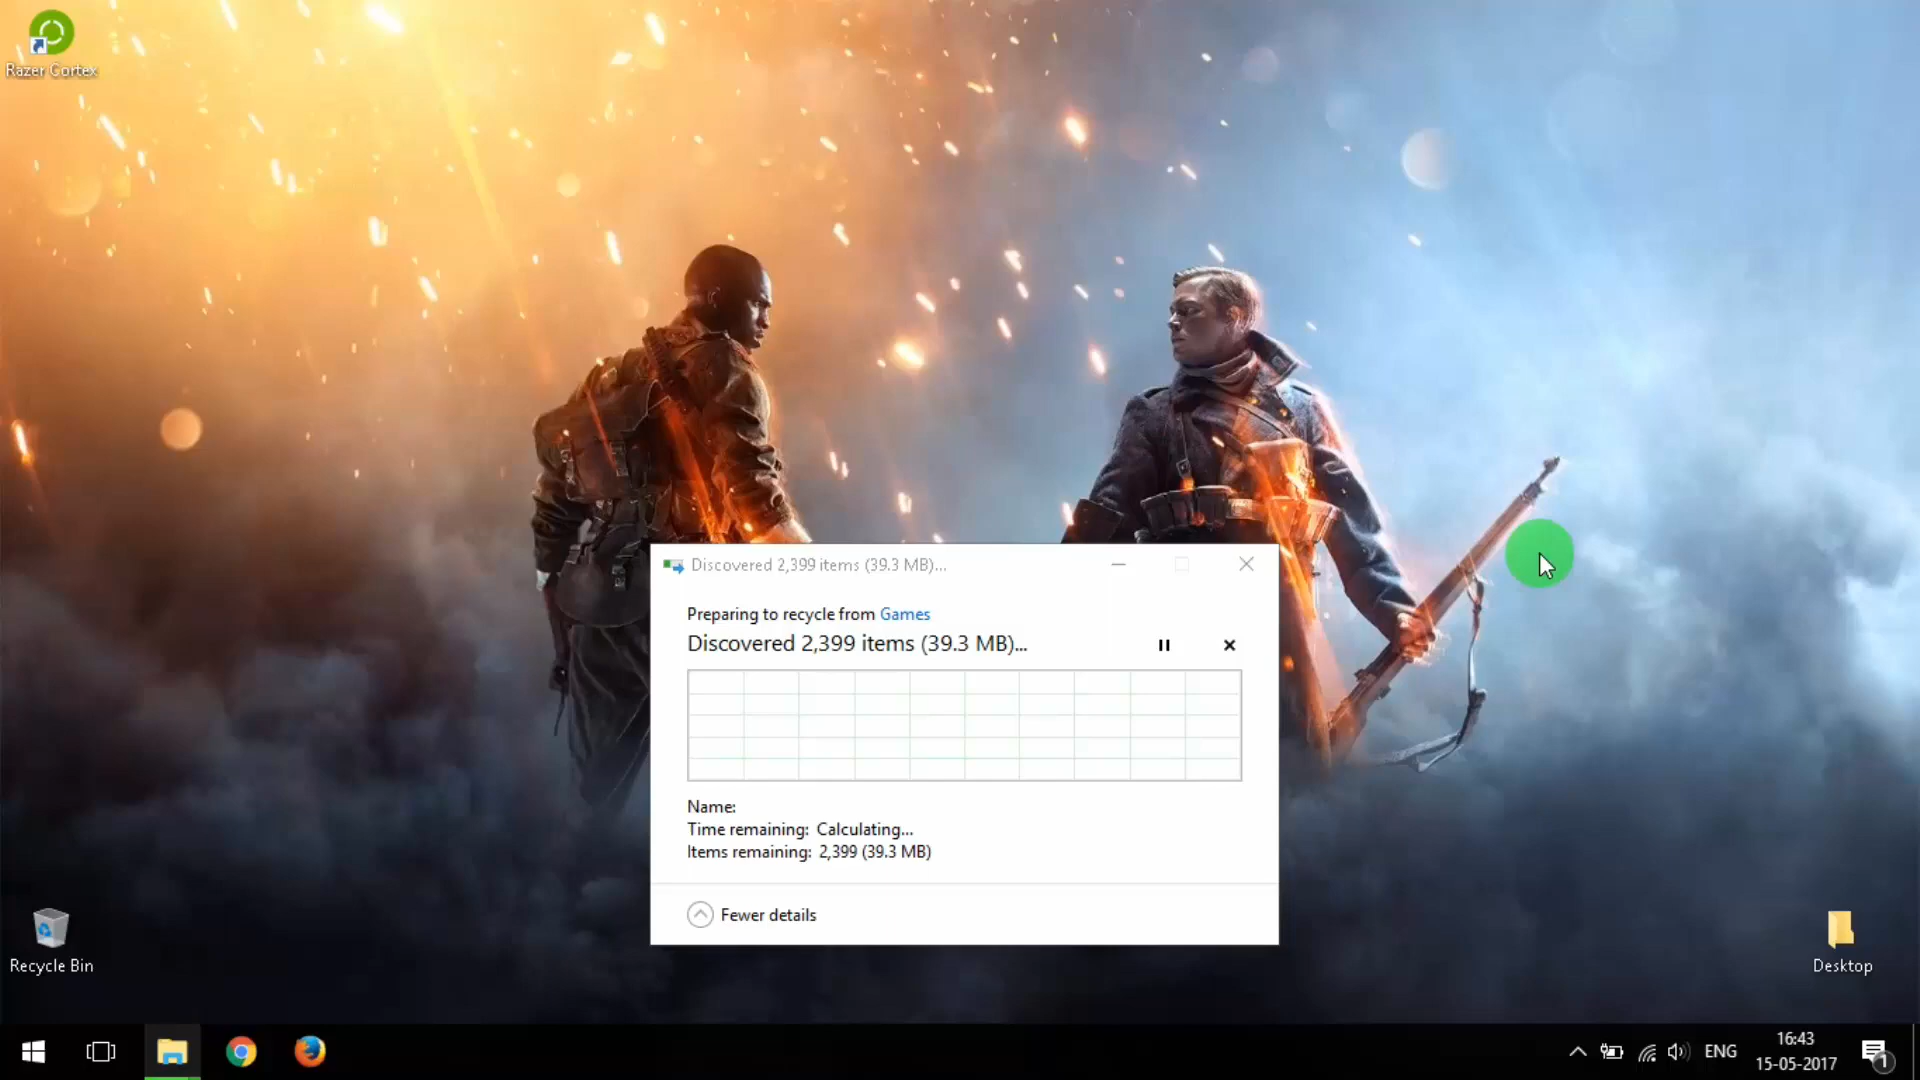 Razer Cortex
Discovered 2,399 items (39.3 MB)...
Preparing to recycle from Games
Discovered 2,399 items (39.3 MB)...
Name:
Time remaining: Calculating...
Items remaining: 2,399 (39.3 MB)
Fewer details
Recycle Bin
Desktop
ENG
16:43
15-05-2017
1